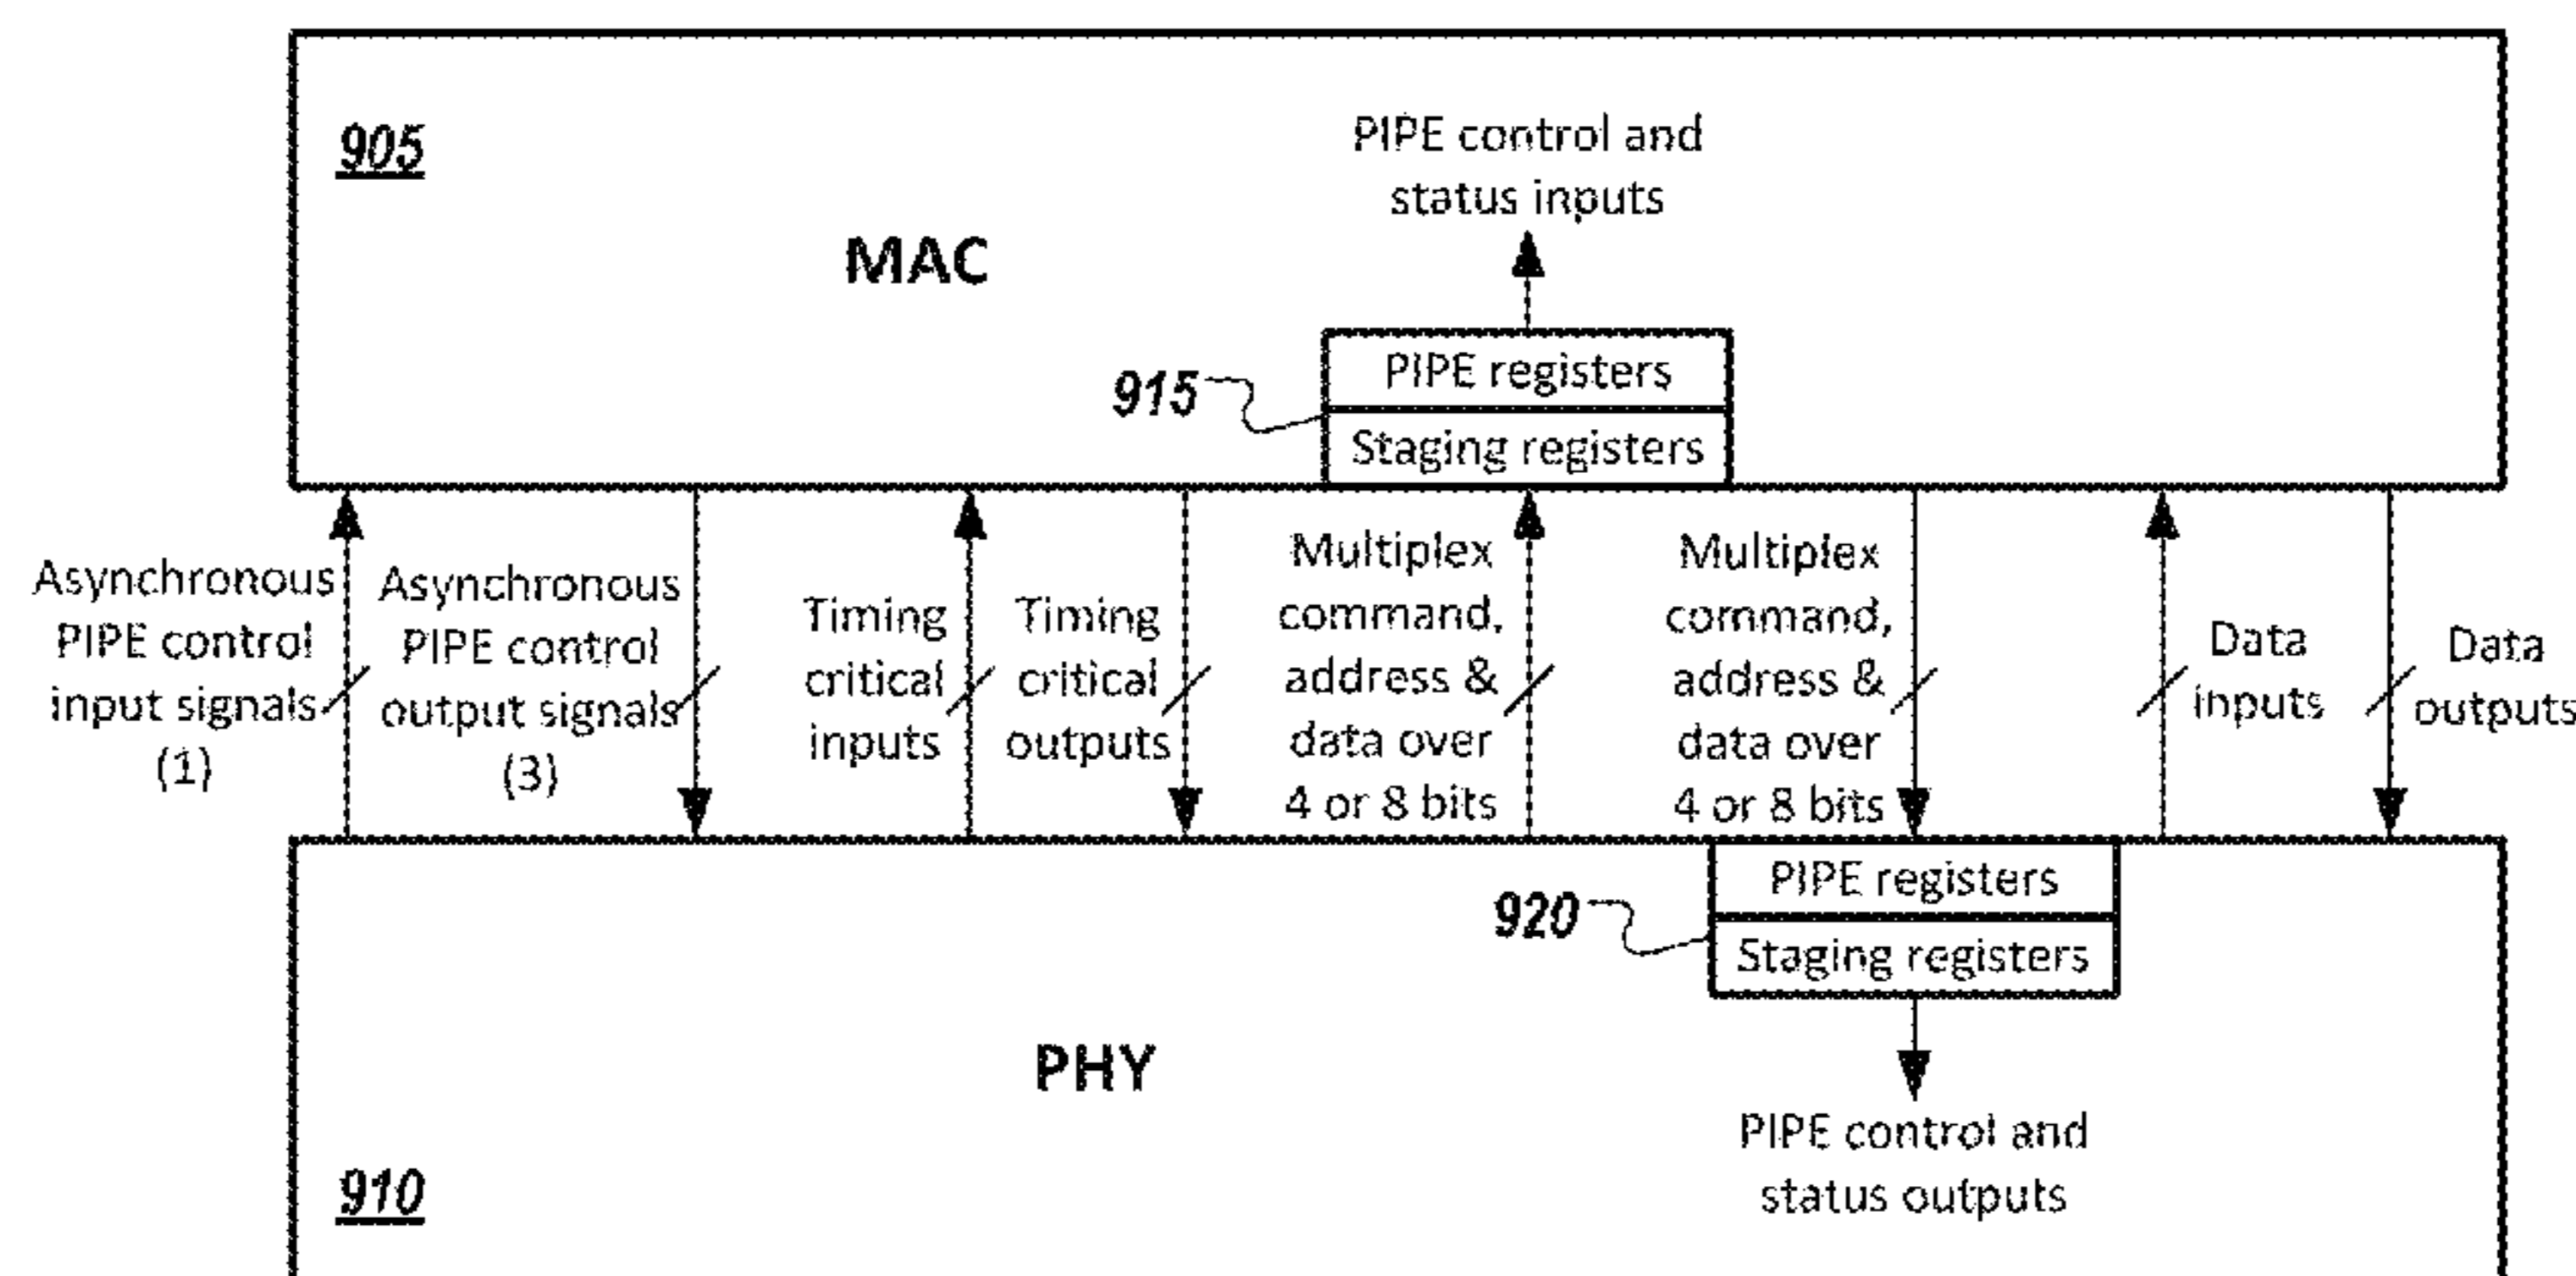 905
MAC
PIPE control and
status inputs
915
PIPE registers
Staging registers
Asynchronous
PIPE control
input signals
(1)
Asynchronous
PIPE control
output signals
(3)
Timing
critical
inputs
Timing
critical
outputs
Multiplex
command,
address &
data over
4 or 8 bits
Multiplex
command,
address &
data over
4 or 8 bits
Data
inputs
Data
outputs
920
PIPE registers
Staging registers
PHY
PIPE control and
status outputs
910